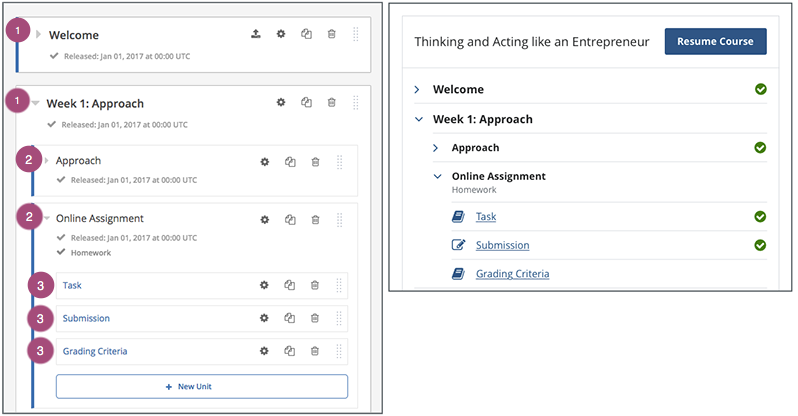 1 Welcome
Released: Jan 01, 2017 at 00:00 UTC
1 Week 1: Approach
Released: Jan 01, 2017 at 00:00 UTC
2 Approach
Released: Jan 01, 2017 at 00:00 UTC
2 Online Assignment
Released: Jan 01, 2017 at 00:00 UTC
Homework
3 Task
3 Submission
3 Grading Criteria
+ New Unit
Thinking and Acting like an Entrepreneur Resume Course
Welcome
Week 1: Approach
Approach
Online Assignment
Homework
Task
Submission
Grading Criteria